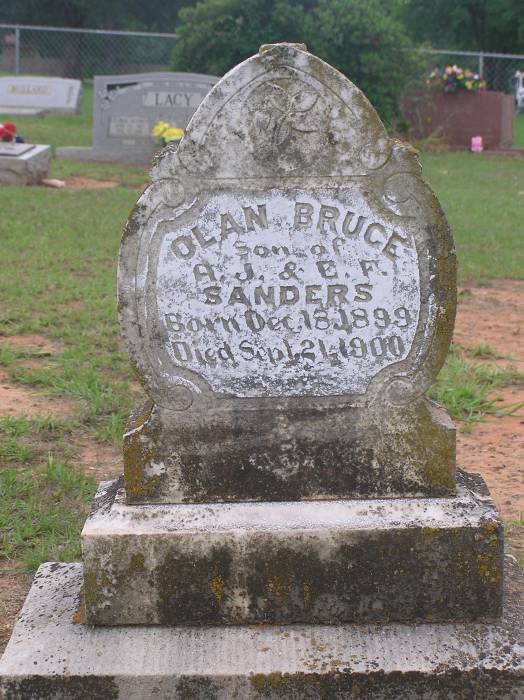 LACY
OLAN BRUCE
Son of
A. J. & E. F.
SANDERS
Born Dec. 18, 1899
Died Sept. 21, 1900